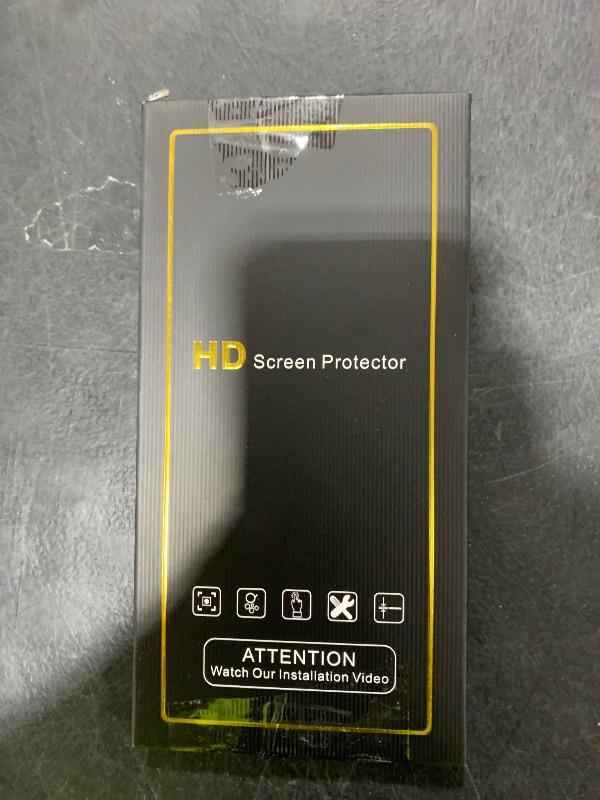 HD Screen Protector
ATTENTION
Watch Our Installation Video